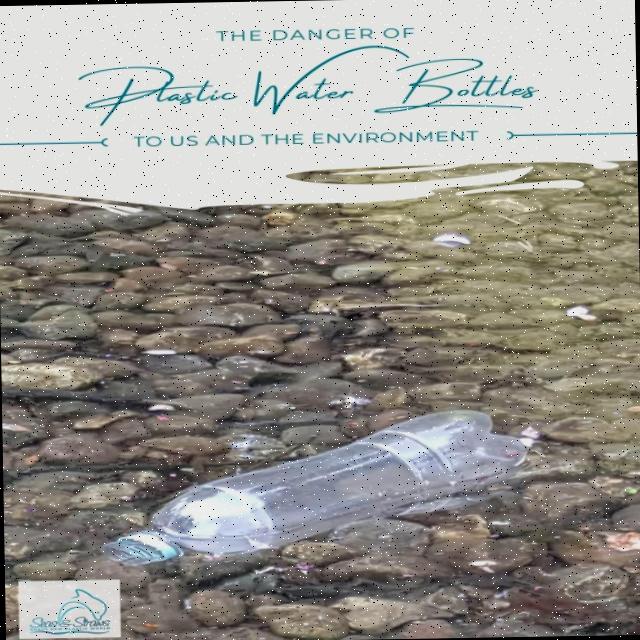 THE DANGER OF
Plastic Water Bottles
TO US AND THE ENVIRONMENT